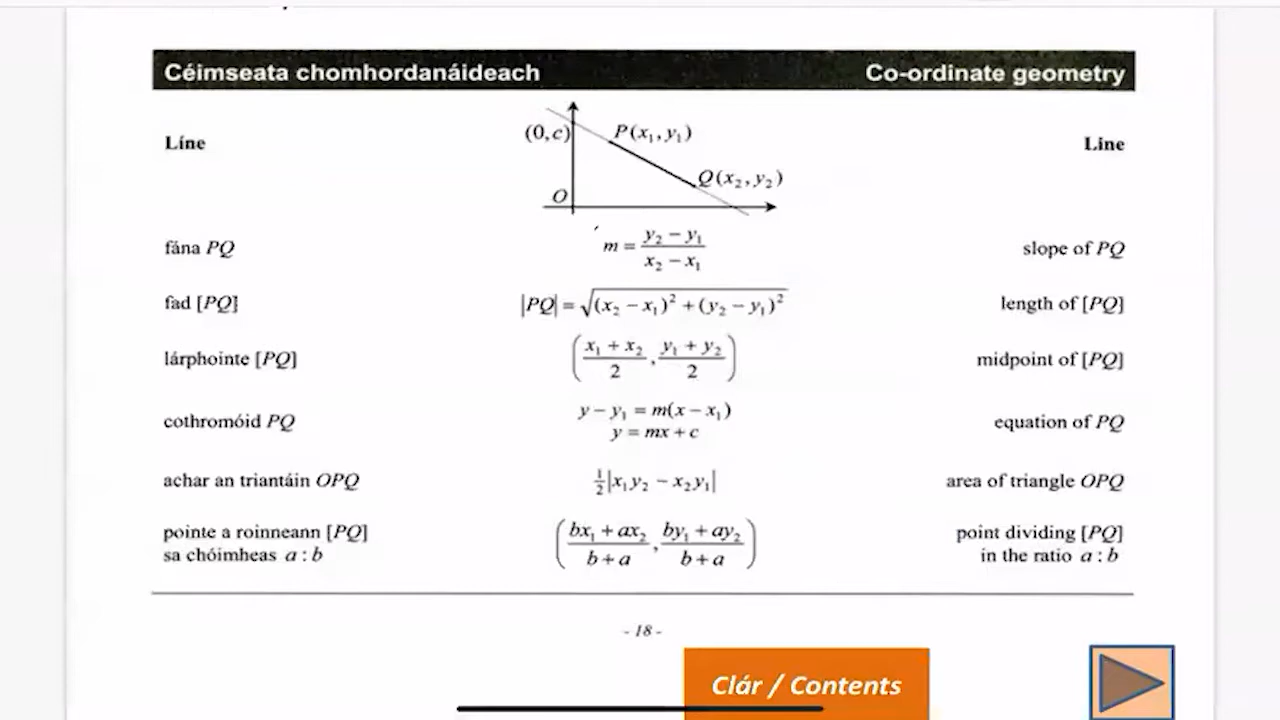 Céimseata chomhordanáideach Co-ordinate geometry
(0,c) P(x₁, y₁)
Líne Line
Q(x₂, y₂)
O
fána PQ m = (y₂ − y₁)/(x₂ − x₁) slope of PQ
fad [PQ] |PQ| = √((x₂ − x₁)² + (y₂ − y₁)²) length of [PQ]
lárphointe [PQ] ((x₁ + x₂)/2, (y₁ + y₂)/2) midpoint of [PQ]
y − y₁ = m(x − x₁)
cothromóid PQ equation of PQ
y = mx + c
achar an triantáin OPQ ½|x₁y₂ − x₂y₁| area of triangle OPQ
pointe a roinneann [PQ] ((bx₁ + ax₂)/(b + a), (by₁ + ay₂)/(b + a)) point dividing [PQ]
sa chóimheas a : b in the ratio a : b
- 18 -
Clár / Contents